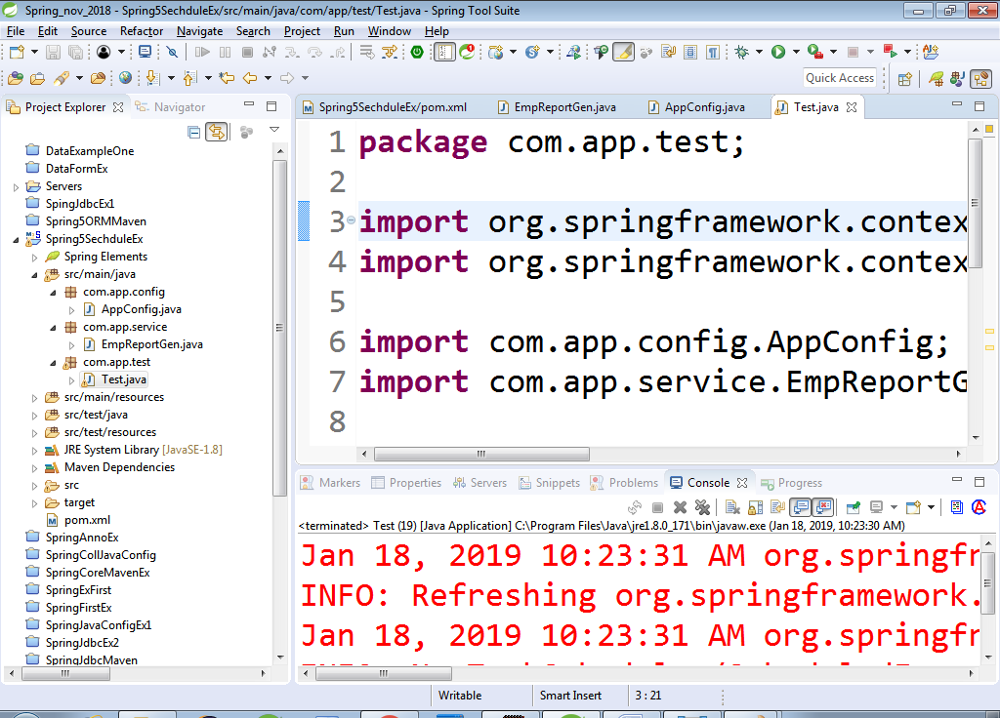 Spring_nov_2018 - Spring5SechduleEx/src/main/java/com/app/test/Test.java - Spring Tool Suite
File Edit Source Refactor Navigate Search Project Run Window Help
Quick Access
Project Explorer Navigator
DataExampleOne
DataFormEx
Servers
SpingJdbcEx1
Spring5ORMMaven
Spring5SechduleEx
Spring Elements
src/main/java
com.app.config
AppConfig.java
com.app.service
EmpReportGen.java
com.app.test
Test.java
src/main/resources
src/test/java
src/test/resources
JRE System Library [JavaSE-1.8]
Maven Dependencies
src
target
pom.xml
SpringAnnoEx
SpringCollJavaConfig
SpringCoreMavenEx
SpringExFirst
SpringFirstEx
SpringJavaConfigEx1
SpringJdbcEx2
SpringJdbcMaven
Spring5SechduleEx/pom.xml EmpReportGen.java AppConfig.java Test.java
1 package com.app.test;
2
3 import org.springframework.contex
4 import org.springframework.contex
5
6 import com.app.config.AppConfig;
7 import com.app.service.EmpReportG
8
Markers Properties Servers Snippets Problems Console Progress
<terminated> Test (19) [Java Application] C:\Program Files\Java\jre1.8.0_171\bin\javaw.exe (Jan 18, 2019, 10:23:30 AM)
Jan 18, 2019 10:23:31 AM org.springfr
INFO: Refreshing org.springframework.
Jan 18, 2019 10:23:31 AM org.springfr
Writable Smart Insert 3 : 21